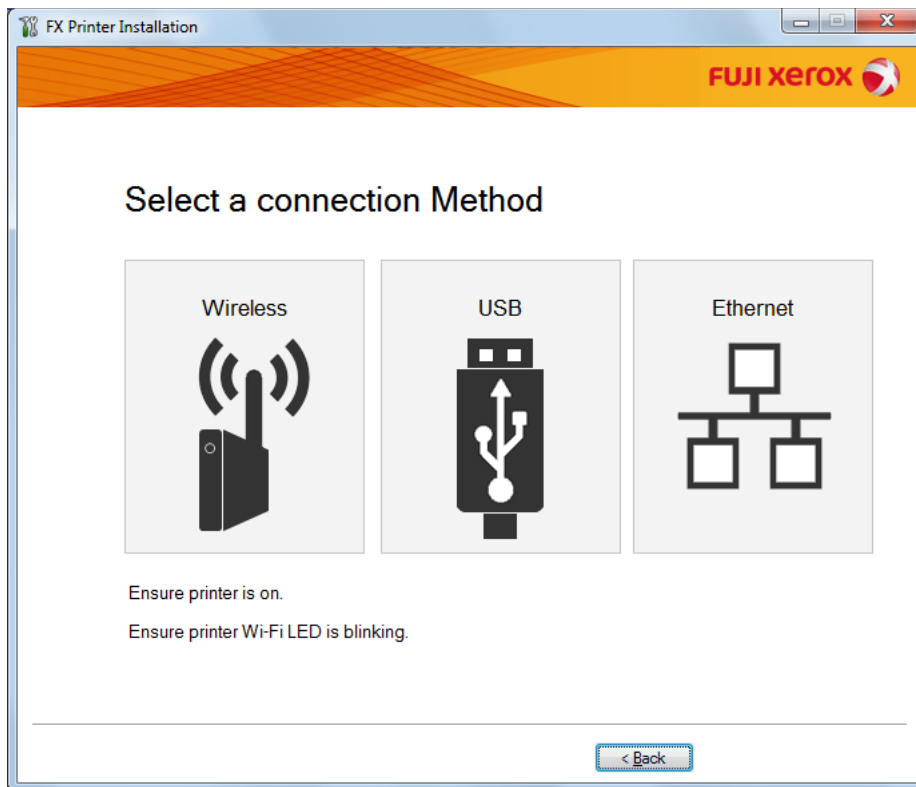 FX Printer Installation
FUJI xerox
Select a connection Method
Wireless
USB
Ethernet
Ensure printer is on.
Ensure printer Wi-Fi LED is blinking.
< Back